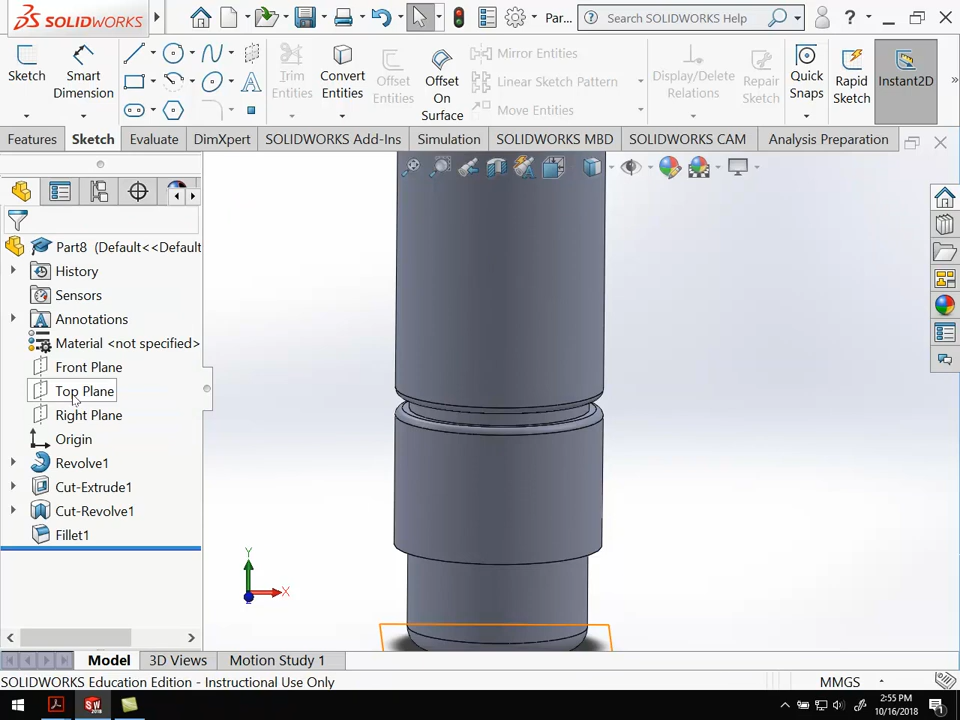 SOLIDWORKS
Par...
Search SOLIDWORKS Help
?
Sketch
Smart Dimension
Trim Entities
Convert Entities
Offset Entities
Offset On Surface
Mirror Entities
Linear Sketch Pattern
Move Entities
Display/Delete Relations
Repair Sketch
Quick Snaps
Rapid Sketch
Instant2D
Features
Sketch
Evaluate
DimXpert
SOLIDWORKS Add-Ins
Simulation
SOLIDWORKS MBD
SOLIDWORKS CAM
Analysis Preparation
Part8 (Default<<Default
History
Sensors
Annotations
Material <not specified>
Front Plane
Top Plane
Right Plane
Origin
Revolve1
Cut-Extrude1
Cut-Revolve1
Fillet1
Y
X
Model
3D Views
Motion Study 1
SOLIDWORKS Education Edition - Instructional Use Only
MMGS
2:55 PM
10/16/2018